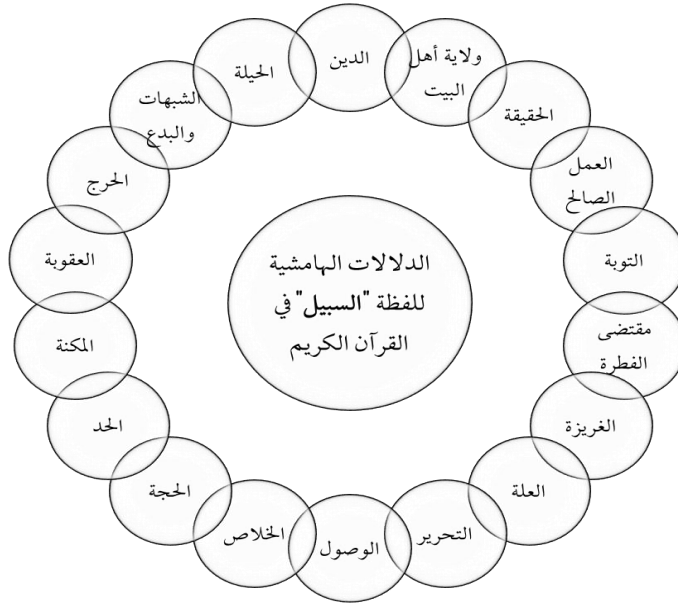 الدلالات الهامشية
للفظة "السبيل" في
القرآن الكريم
الدين
ولاية أهل
البيت
الحقيقة
العمل
الصالح
التوبة
مقتضى
الفطرة
الغريزة
العلة
التحرير
الوصول
الخلاص
الحجة
الحد
المكنة
العقوبة
الحرج
الشبهات
والبدع
الحيلة